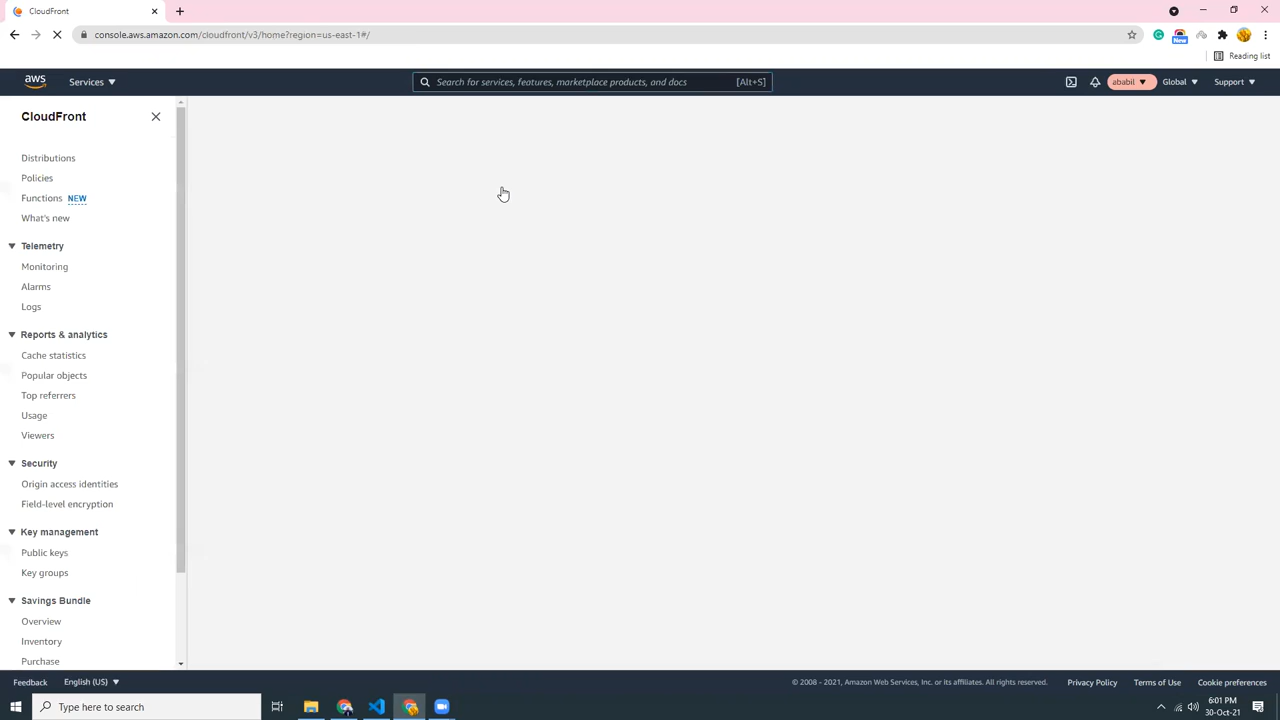 CloudFront
console.aws.amazon.com/cloudfront/v3/home?region=us-east-1#/
New
Reading list
aws
Services
Search for services, features, marketplace products, and docs
[Alt+S]
ababil
Global
Support
CloudFront
Distributions
Policies
Functions NEW
What's new
Telemetry
Monitoring
Alarms
Logs
Reports & analytics
Cache statistics
Popular objects
Top referrers
Usage
Viewers
Security
Origin access identities
Field-level encryption
Key management
Public keys
Key groups
Savings Bundle
Overview
Inventory
Purchase
Feedback
English (US)
© 2008 - 2021, Amazon Web Services, Inc. or its affiliates. All rights reserved.
Privacy Policy
Terms of Use
Cookie preferences
Type here to search
6:01 PM
30-Oct-21